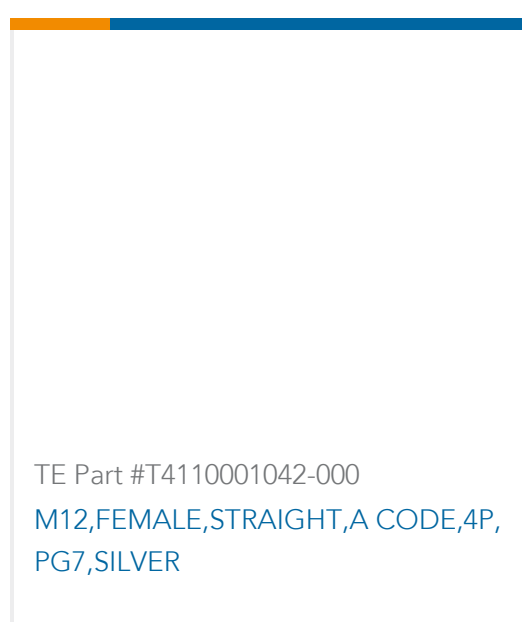 TE Part #T4110001042-000
M12,FEMALE,STRAIGHT,A CODE,4P,
PG7,SILVER